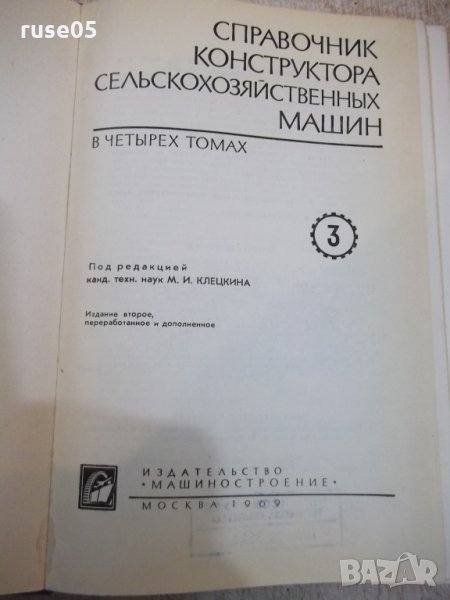 ruse05
СПРАВОЧНИК
КОНСТРУКТОРА
СЕЛЬСКОХОЗЯЙСТВЕННЫХ
МАШИН
В ЧЕТЫРЕХ ТОМАХ
3
Под редакцией
канд. техн. наук М. И. КЛЕЦКИНА
Издание второе,
переработанное и дополненное
ИЗДАТЕЛЬСТВО
"МАШИНОСТРОЕНИЕ"
МОСКВА 1969
BAZAR